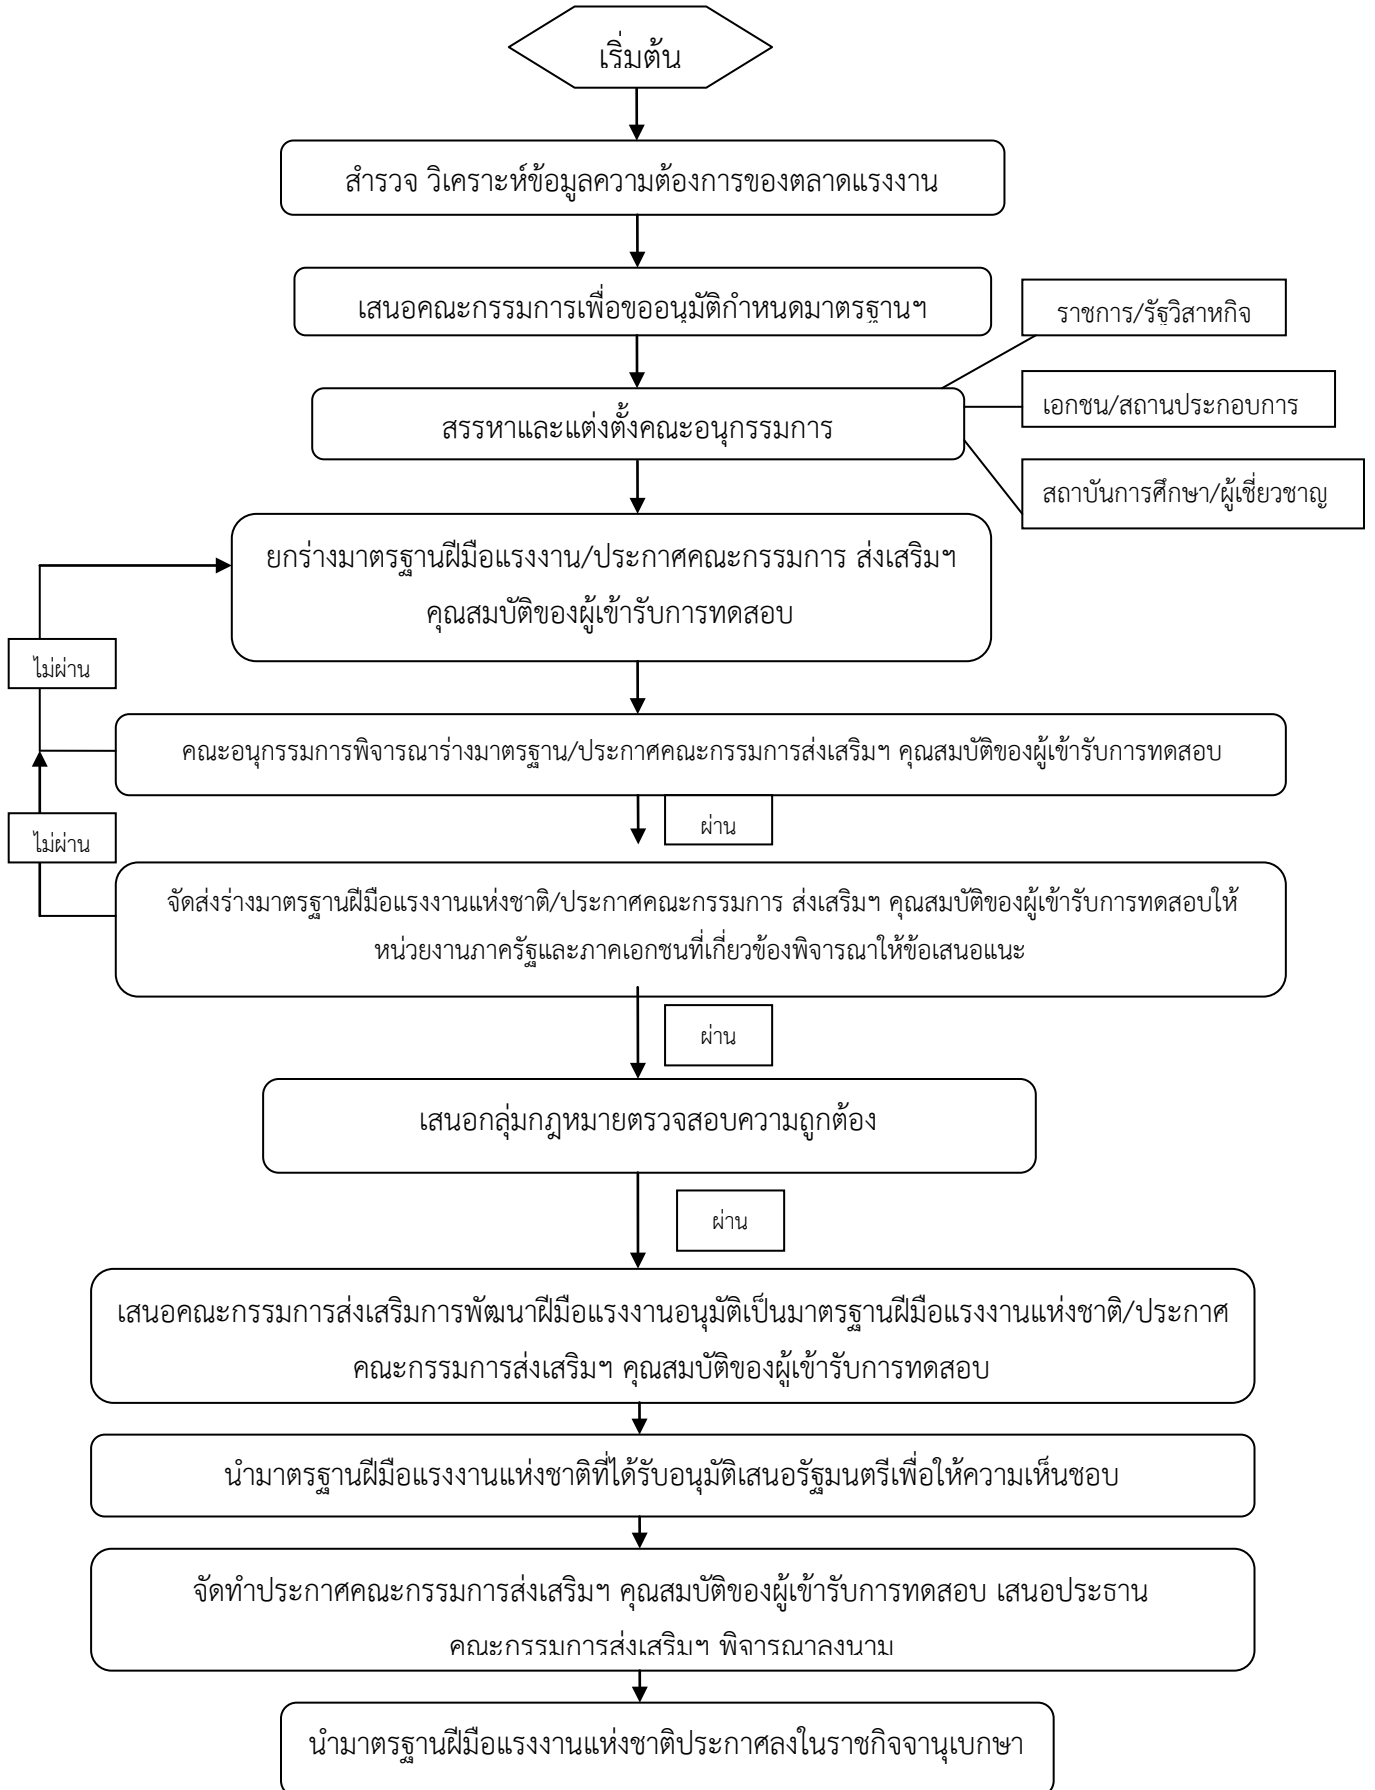 เริ่มต้น
สำรวจ วิเคราะห์ข้อมูลความต้องการของตลาดแรงงาน
เสนอคณะกรรมการเพื่อขออนุมัติกำหนดมาตรฐานฯ
ราชการ/รัฐวิสาหกิจ
เอกชน/สถานประกอบการ
สรรหาและแต่งตั้งคณะอนุกรรมการ
สถาบันการศึกษา/ผู้เชี่ยวชาญ
ยกร่างมาตรฐานฝีมือแรงงาน/ประกาศคณะกรรมการ ส่งเสริมฯ
คุณสมบัติของผู้เข้ารับการทดสอบ
ไม่ผ่าน
คณะอนุกรรมการพิจารณาร่างมาตรฐาน/ประกาศคณะกรรมการส่งเสริมฯ คุณสมบัติของผู้เข้ารับการทดสอบ
ผ่าน
ไม่ผ่าน
จัดส่งร่างมาตรฐานฝีมือแรงงานแห่งชาติ/ประกาศคณะกรรมการ ส่งเสริมฯ คุณสมบัติของผู้เข้ารับการทดสอบให้
หน่วยงานภาครัฐและภาคเอกชนที่เกี่ยวข้องพิจารณาให้ข้อเสนอแนะ
ผ่าน
เสนอกลุ่มกฎหมายตรวจสอบความถูกต้อง
ผ่าน
เสนอคณะกรรมการส่งเสริมการพัฒนาฝีมือแรงงานอนุมัติเป็นมาตรฐานฝีมือแรงงานแห่งชาติ/ประกาศ
คณะกรรมการส่งเสริมฯ คุณสมบัติของผู้เข้ารับการทดสอบ
นำมาตรฐานฝีมือแรงงานแห่งชาติที่ได้รับอนุมัติเสนอรัฐมนตรีเพื่อให้ความเห็นชอบ
จัดทำประกาศคณะกรรมการส่งเสริมฯ คุณสมบัติของผู้เข้ารับการทดสอบ เสนอประธาน
คณะกรรมการส่งเสริมฯ พิจารณาลงนาม
นำมาตรฐานฝีมือแรงงานแห่งชาติประกาศลงในราชกิจจานุเบกษา